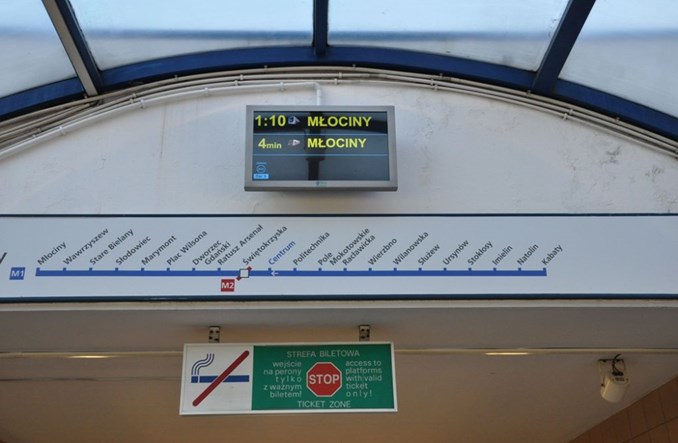 1:10 MŁOCINY
4min MŁOCINY
M1
Młociny
Wawrzyszew
Stare Bielany
Słodowiec
Marymont
Plac Wilsona
Dworzec
Gdański
Ratusz Arsenał
Świętokrzyska
Centrum
Politechnika
Pole
Mokotowskie
Racławicka
Wierzbno
Wilanowska
Służew
Ursynów
Stokłosy
Imielin
Natolin
Kabaty
M2
STREFA BILETOWA
wejście
na perony
tylko
z ważnym
biletem!
STOP
access to
platforms
with valid
ticket
only!
TICKET ZONE